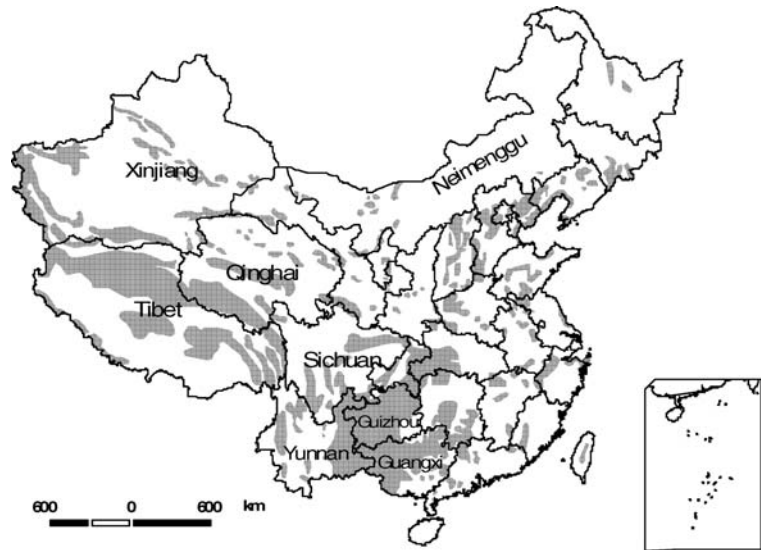 Neimenggu
Xinjiang
Qinghai
Tibet
Sichuan
Guizhou
Yunnan
Guangxi
600 0 600 km